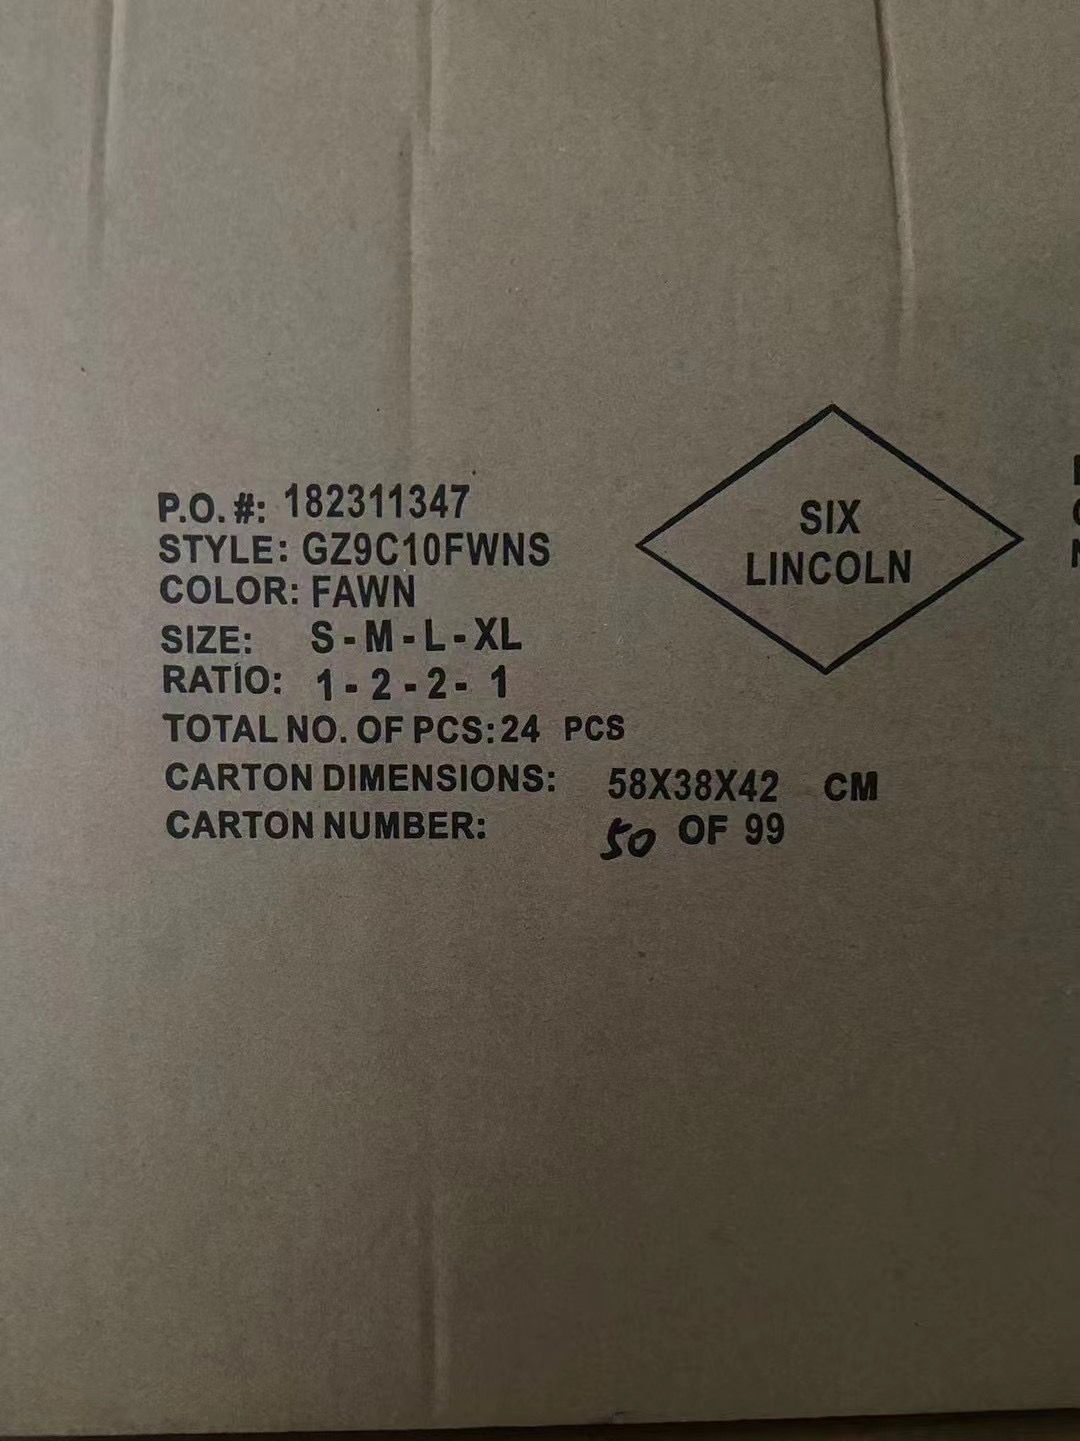 P.O. #: 182311347
STYLE: GZ9C10FWNS
COLOR: FAWN
SIZE: S - M - L - XL
RATIO: 1 - 2 - 2 - 1
TOTAL NO. OF PCS: 24 PCS
CARTON DIMENSIONS: 58X38X42 CM
CARTON NUMBER: 50 OF 99
SIX
LINCOLN